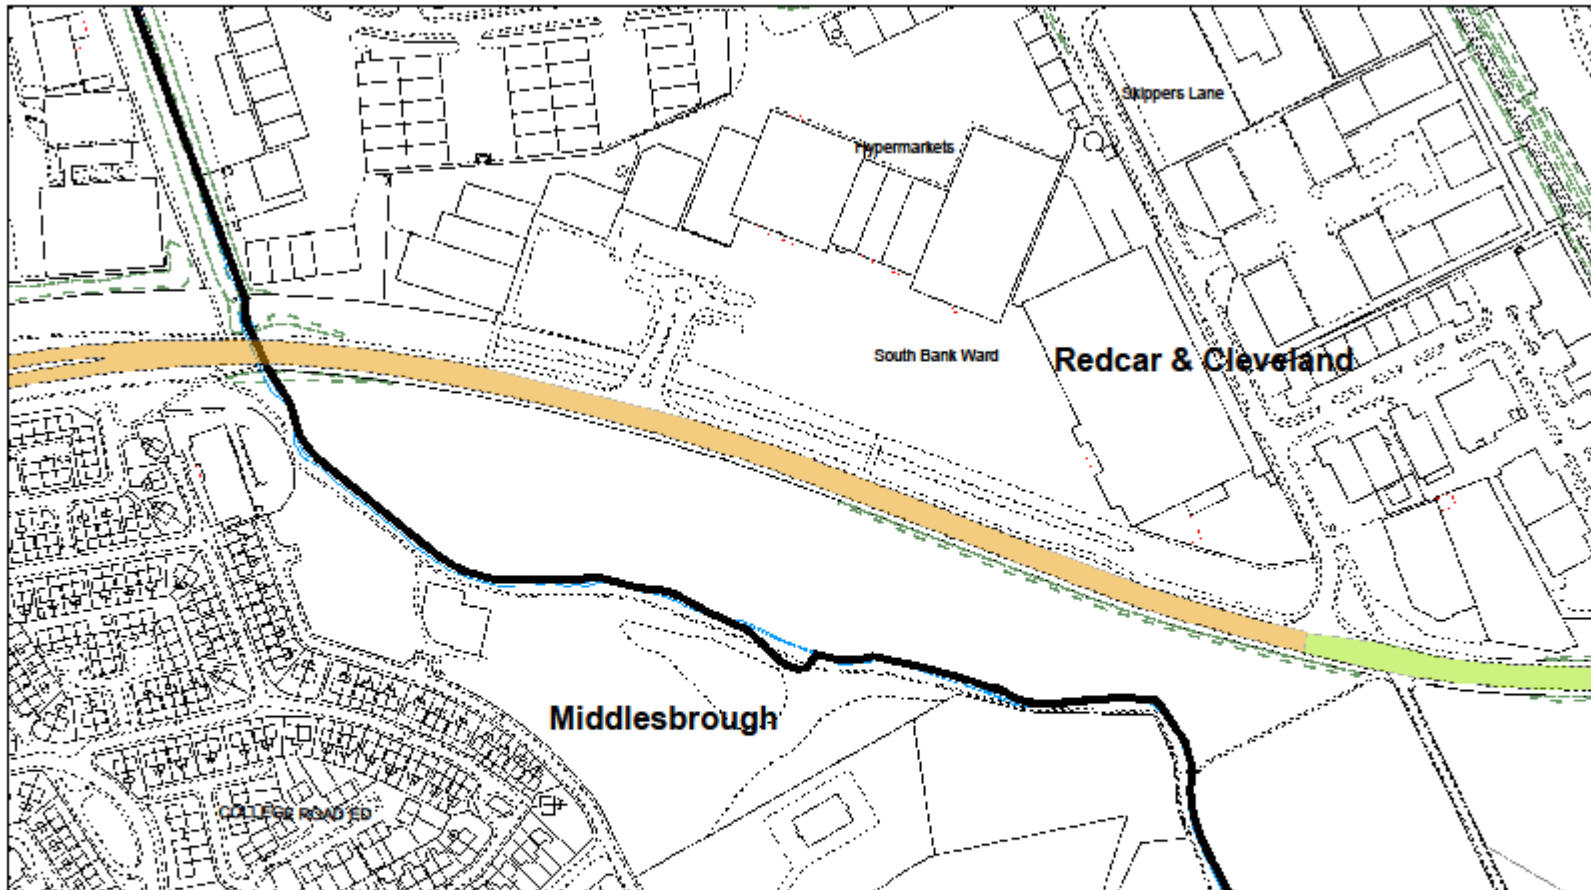 Skippers Lane
Hypermarkets
South Bank Ward
Redcar & Cleveland
Middlesbrough
COLLEGE ROAD ED